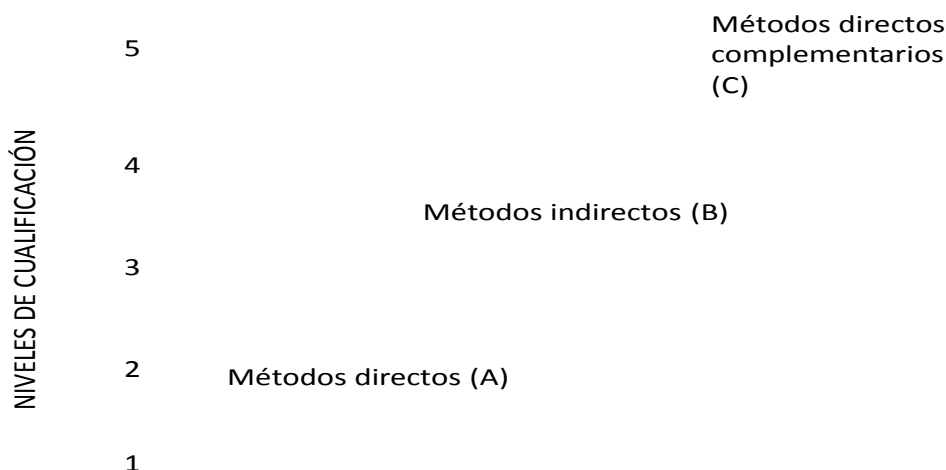 Métodos directos
complementarios
(C)
5
NIVELES DE CUALIFICACIÓN
4
Métodos indirectos (B)
3
2
Métodos directos (A)
1